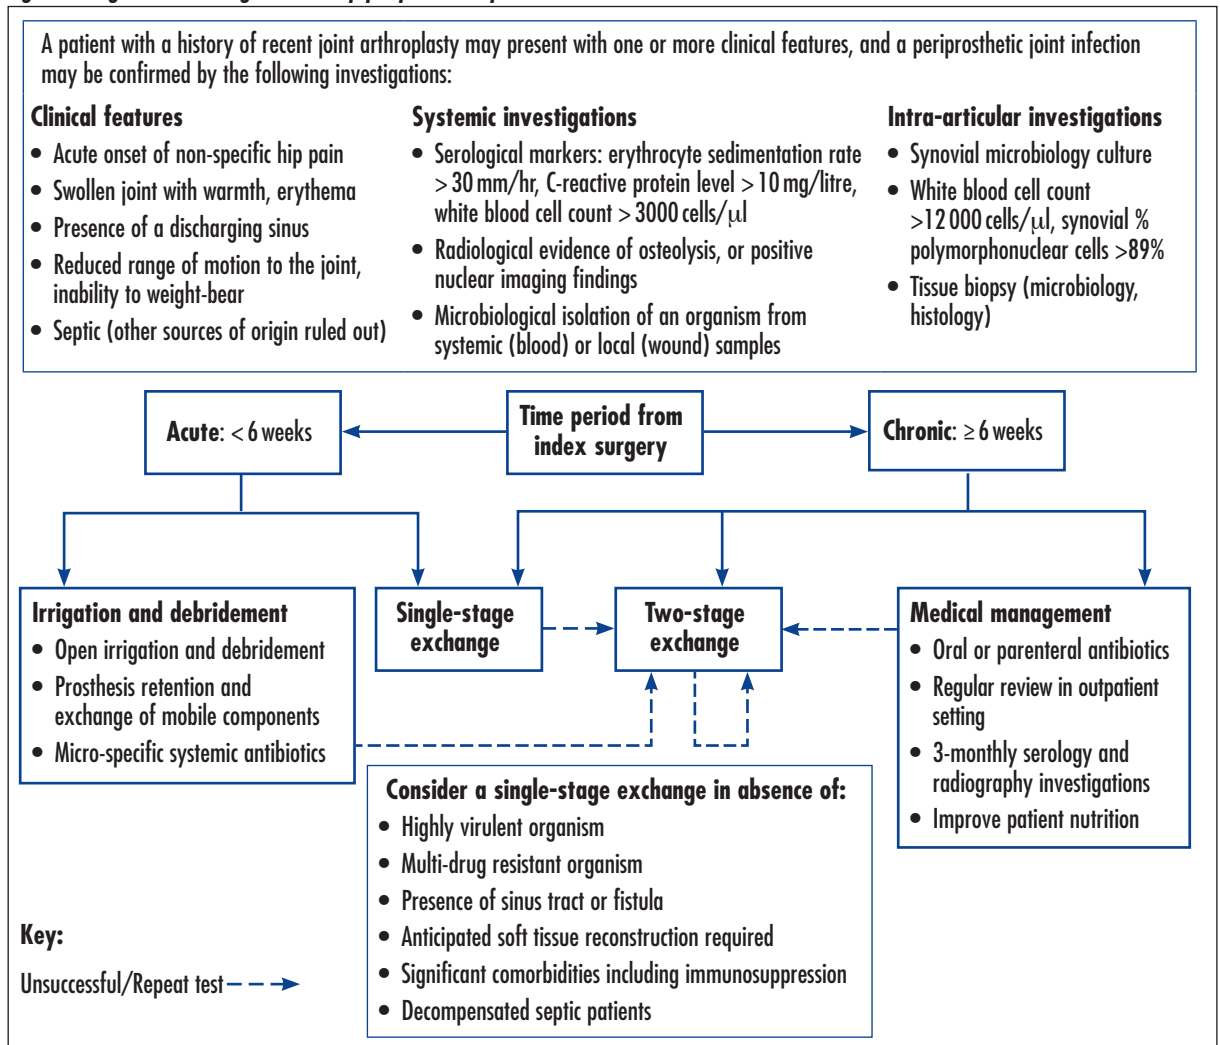 A patient with a history of recent joint arthroplasty may present with one or more clinical features, and a periprosthetic joint infection
may be confirmed by the following investigations:
Clinical features
• Acute onset of non-specific hip pain
• Swollen joint with warmth, erythema
• Presence of a discharging sinus
• Reduced range of motion to the joint,
inability to weight-bear
• Septic (other sources of origin ruled out)
Systemic investigations
• Serological markers: erythrocyte sedimentation rate
>30 mm/hr, C-reactive protein level >10 mg/litre,
white blood cell count >3000 cells/μl
• Radiological evidence of osteolysis, or positive
nuclear imaging findings
• Microbiological isolation of an organism from
systemic (blood) or local (wound) samples
Intra-articular investigations
• Synovial microbiology culture
• White blood cell count
>12 000 cells/μl, synovial %
polymorphonuclear cells >89%
• Tissue biopsy (microbiology,
histology)
Acute: < 6 weeks
Time period from
index surgery
Chronic: ≥ 6 weeks
Irrigation and debridement
• Open irrigation and debridement
• Prosthesis retention and
exchange of mobile components
• Micro-specific systemic antibiotics
Single-stage
exchange
Two-stage
exchange
Medical management
• Oral or parenteral antibiotics
• Regular review in outpatient
setting
• 3-monthly serology and
radiography investigations
• Improve patient nutrition
Consider a single-stage exchange in absence of:
• Highly virulent organism
• Multi-drug resistant organism
• Presence of sinus tract or fistula
• Anticipated soft tissue reconstruction required
• Significant comorbidities including immunosuppression
• Decompensated septic patients
Key:
Unsuccessful/Repeat test